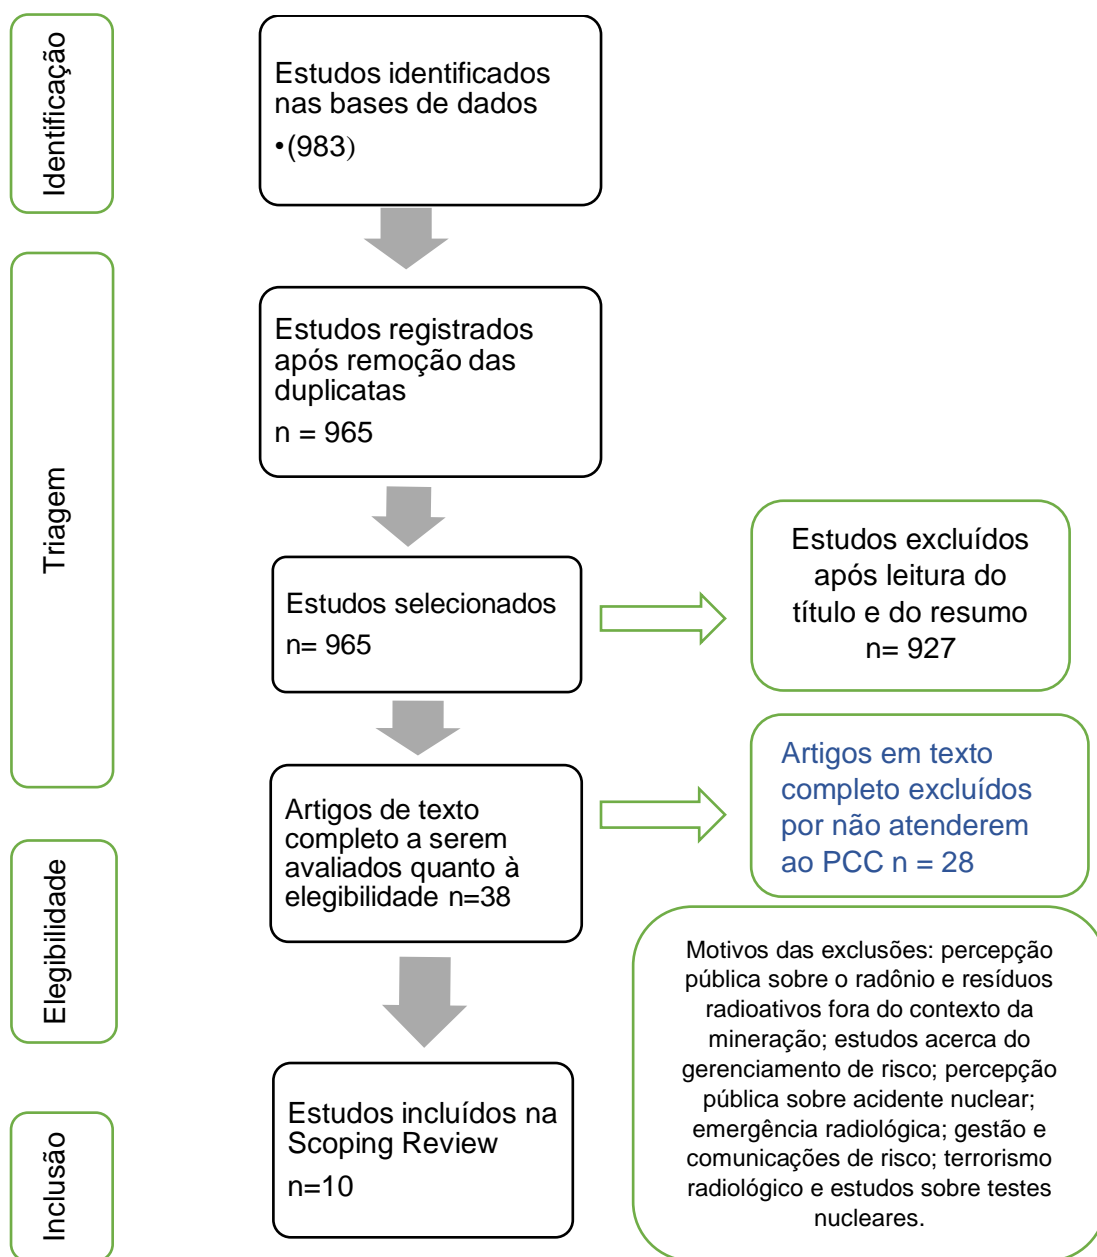 Identificação
Estudos identificados
nas bases de dados
•(983)
Triagem
Estudos registrados
após remoção das
duplicatas
n = 965
Estudos selecionados
n= 965
Estudos excluídos
após leitura do
título e do resumo
n= 927
Elegibilidade
Artigos de texto
completo a serem
avaliados quanto à
elegibilidade n=38
Artigos em texto
completo excluídos
por não atenderem
ao PCC n = 28
Motivos das exclusões: percepção
pública sobre o radônio e resíduos
radioativos fora do contexto da
mineração; estudos acerca do
gerenciamento de risco; percepção
pública sobre acidente nuclear;
emergência radiológica; gestão e
comunicações de risco; terrorismo
radiológico e estudos sobre testes
nucleares.
Inclusão
Estudos incluídos na
Scoping Review
n=10